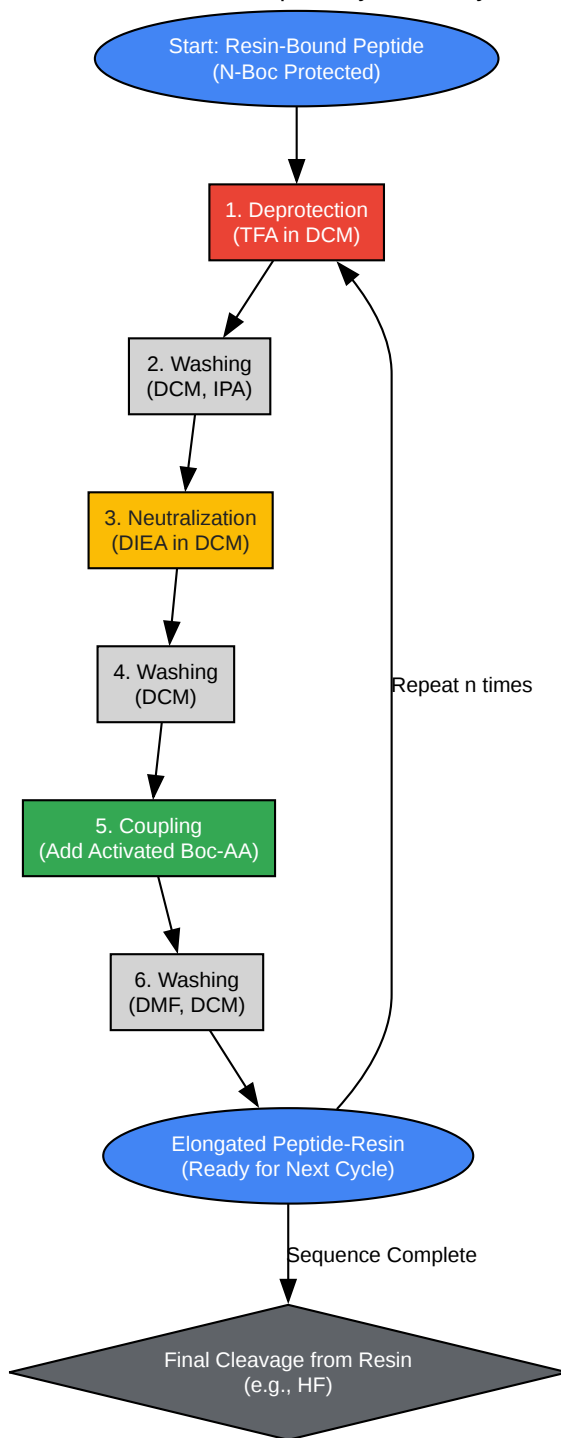 Start: Resin-Bound Peptide
(N-Boc Protected)
1. Deprotection
(TFA in DCM)
2. Washing
(DCM, IPA)
3. Neutralization
(DIEA in DCM)
4. Washing
(DCM)
Repeat n times
5. Coupling
(Add Activated Boc-AA)
6. Washing
(DMF, DCM)
Elongated Peptide-Resin
(Ready for Next Cycle)
Sequence Complete
Final Cleavage from Resin
(e.g., HF)